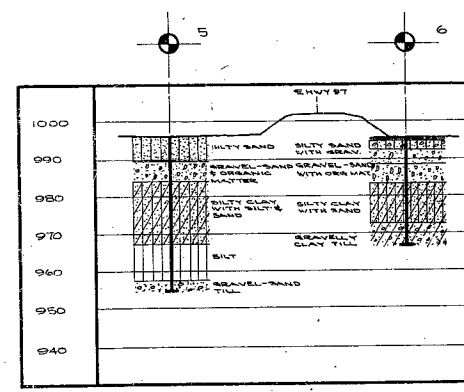 5
6
℄ HWY 97
1000
990
980
970
960
950
940
SILTY SAND
GRAVEL-SAND
& ORGANIC
MATTER
SILTY CLAY
WITH SILT &
SAND
SILT
GRAVEL-SAND
TILL
SILTY SAND
WITH GRAV.
GRAVEL-SAND
WITH ORG MAT
SILTY CLAY
WITH SAND
GRAVELLY
CLAY TILL